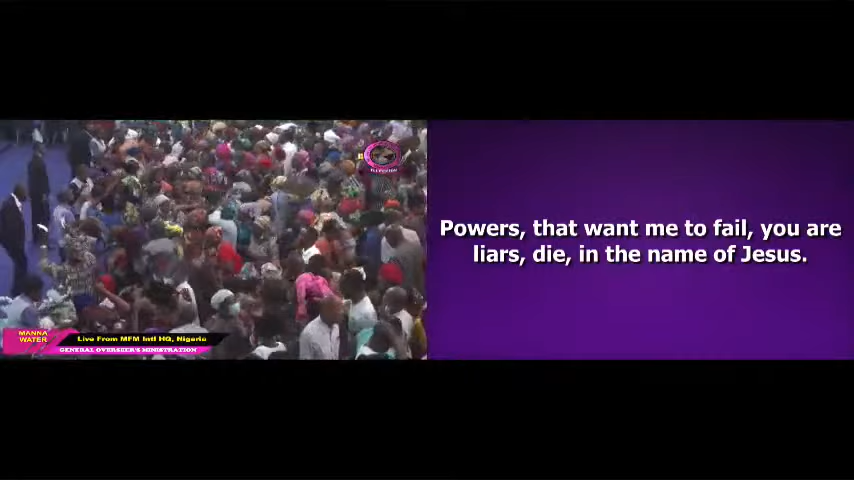 MANNA
WATER
Live From MFM Intl HQ, Nigeria
GENERAL OVERSEER'S MINISTRATION
TELEVISION
Powers, that want me to fail, you are
liars, die, in the name of Jesus.